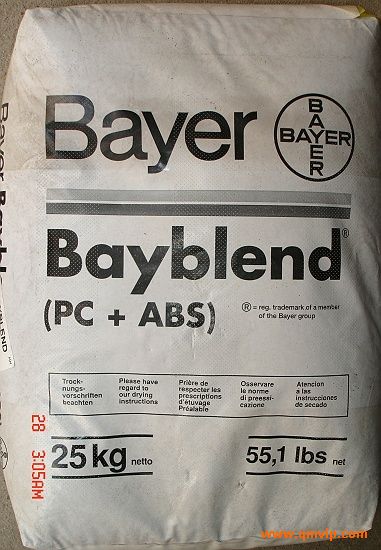 Bayer
BAYER
BAYER
Bayblend®
(PC + ABS)
® = reg. trademark of a member
of the Bayer group
Trock-
nungs-
vorschriften
beachten
Please have
regard to
our drying
instructions
Prière de
respecter les
prescriptions
d'étuvage
Préalable
Osservare
le norme
di preessi-
cazione
Atencion
a las
instrucciones
de secado
25 kg netto
55,1 lbs net
28 3:05AM
Bayer
www.qmvip.com